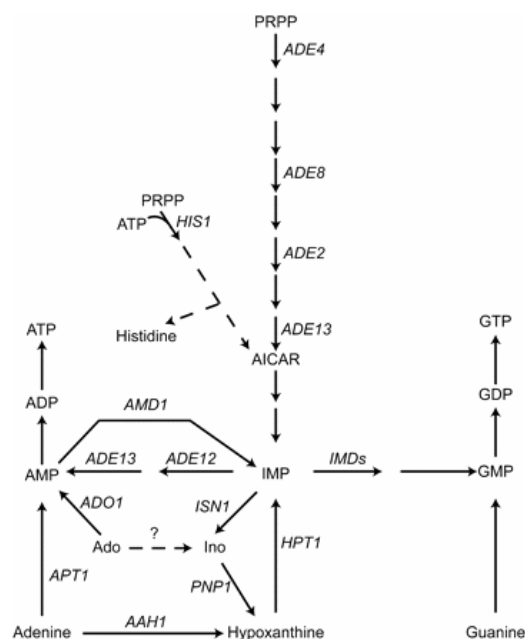 PRPP
ADE4
ADE8
PRPP
ATP HIS1
ADE2
Histidine
ADE13
AICAR
ATP GTP
ADP GDP
AMD1
ADE13 ADE12 IMDs
AMP IMP GMP
ADO1 ISN1
Ado ? Ino HPT1
APT1 PNP1
AAH1
Adenine Hypoxanthine Guanine